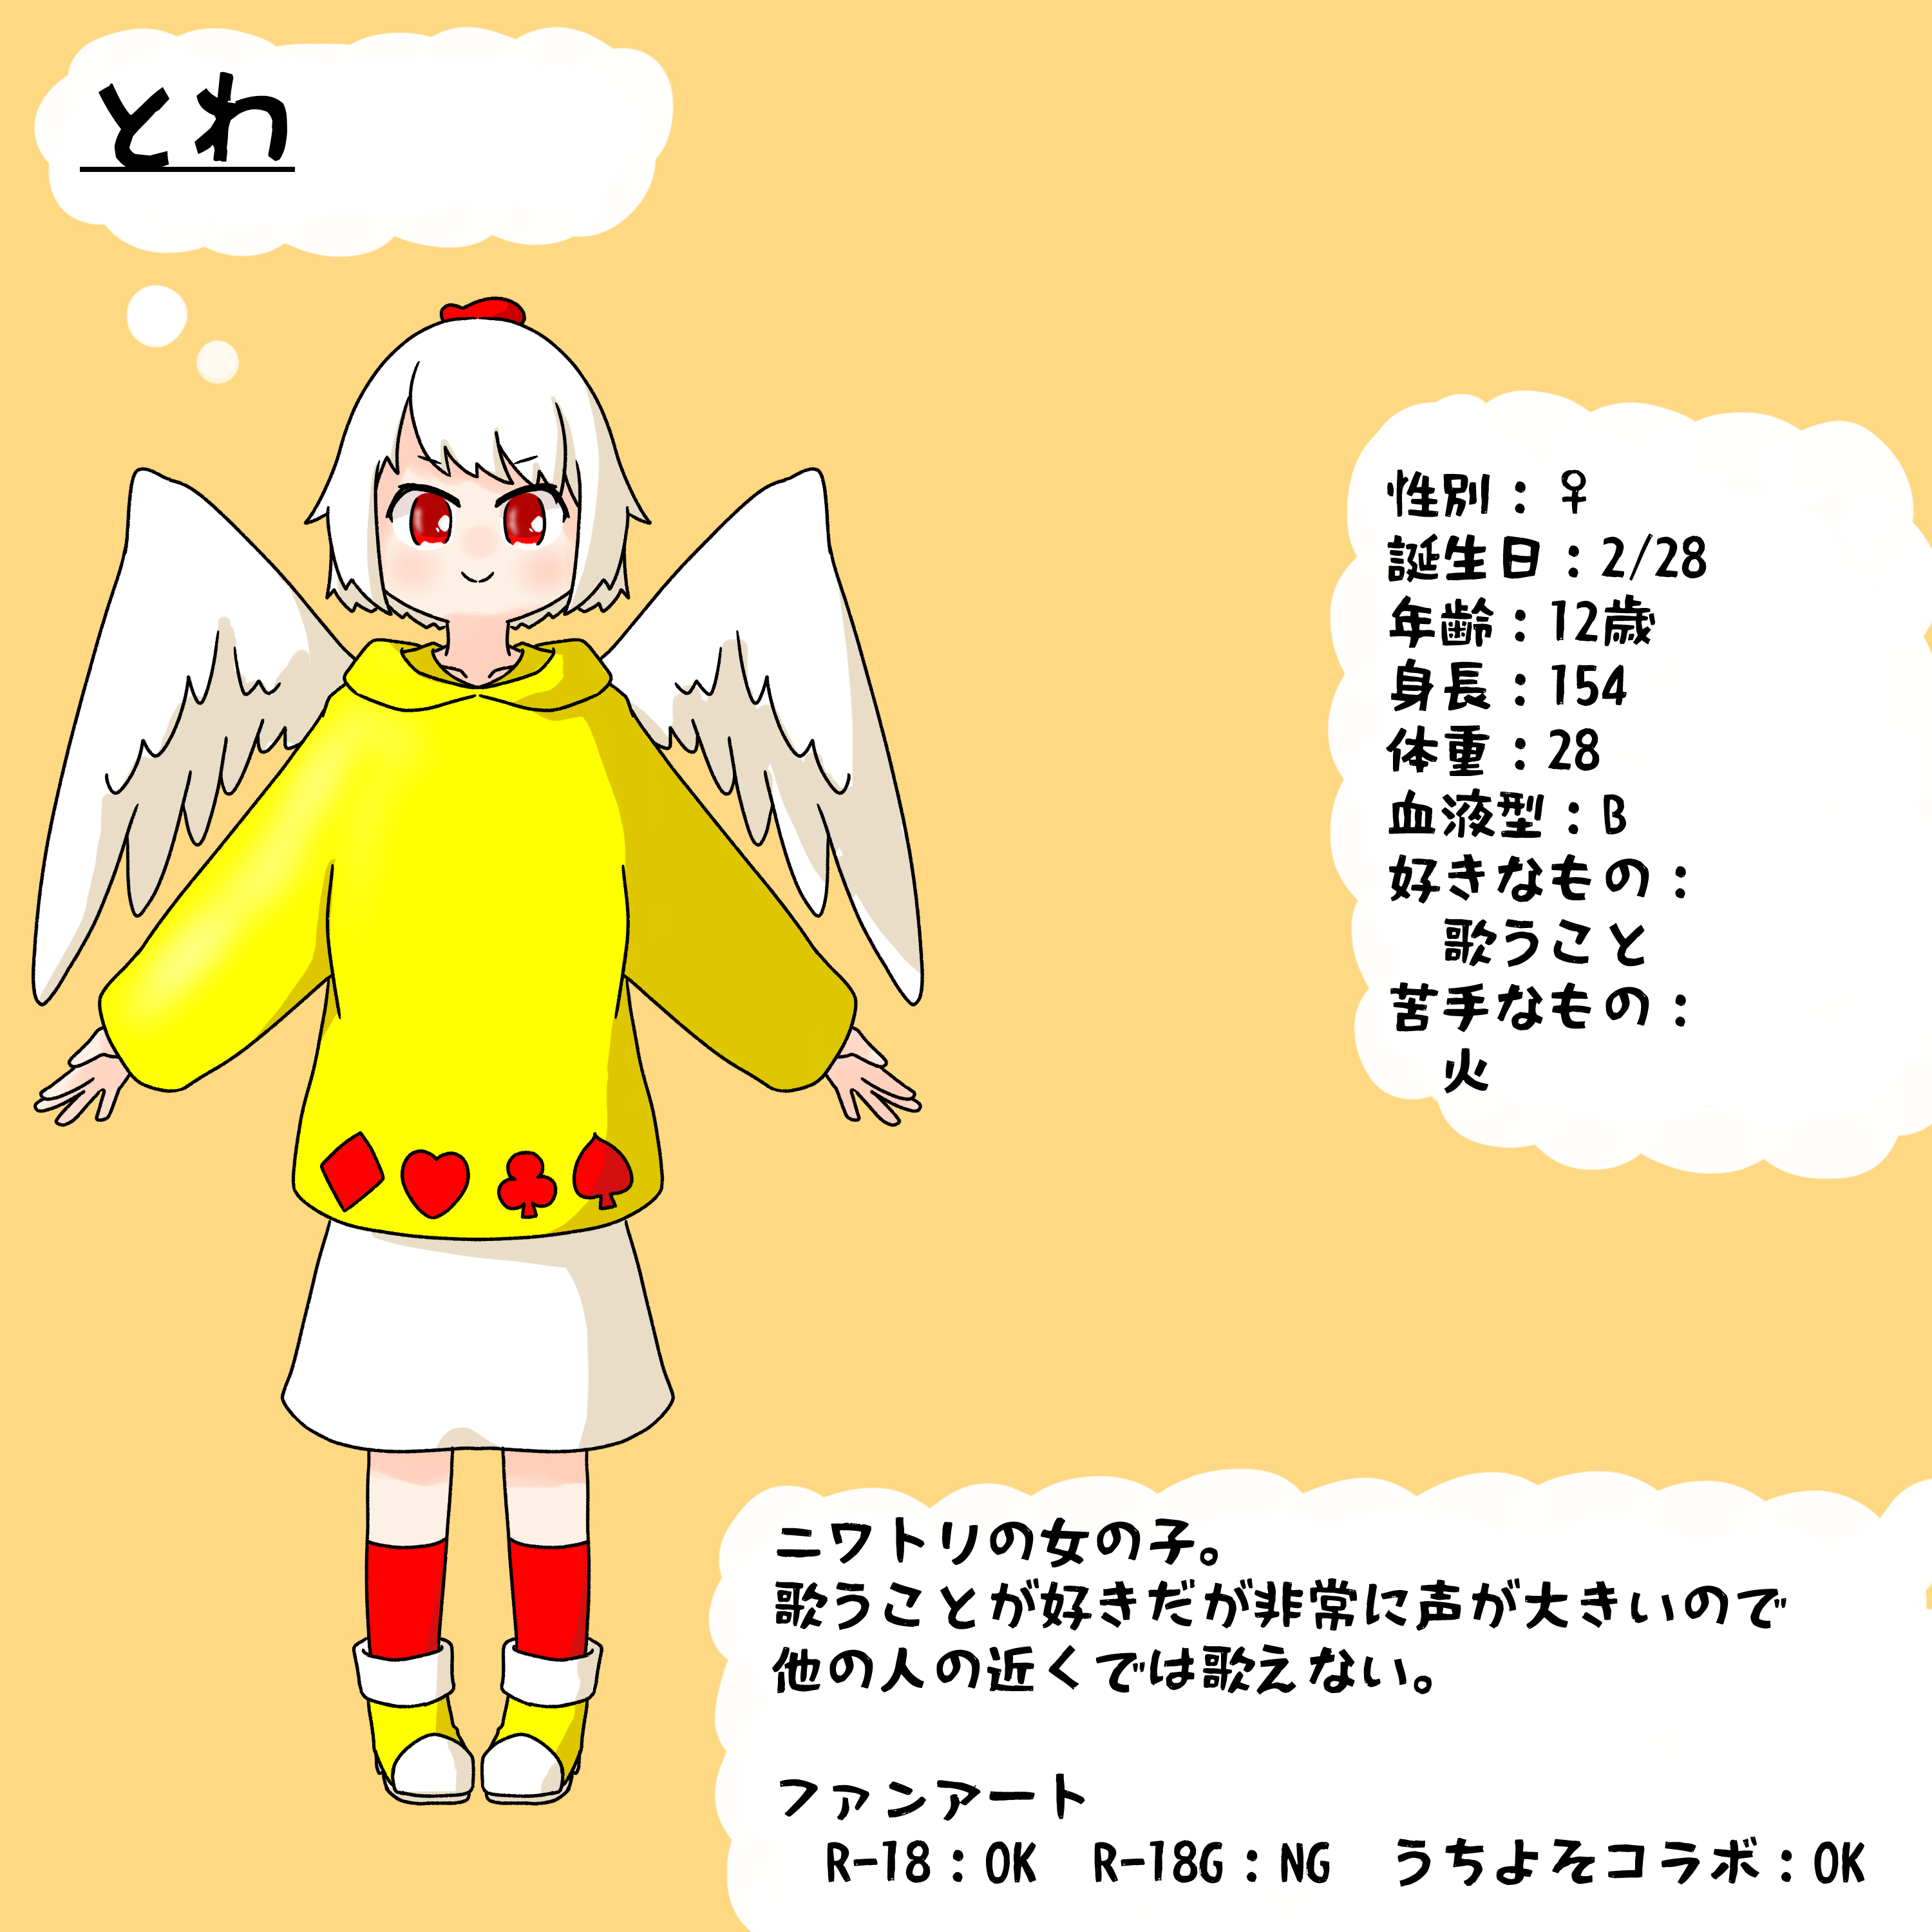 とわ
性別：♀
誕生日：2/28
年齢：12歳
身長：154
体重：28
血液型：B
好きなもの：
歌うこと
苦手なもの：
火
ニワトリの女の子。
歌うことが好きだが非常に声が大きいので
他の人の近くでは歌えない。
ファンアート
R-18：OK　R-18G：NG　うちよそコラボ：OK